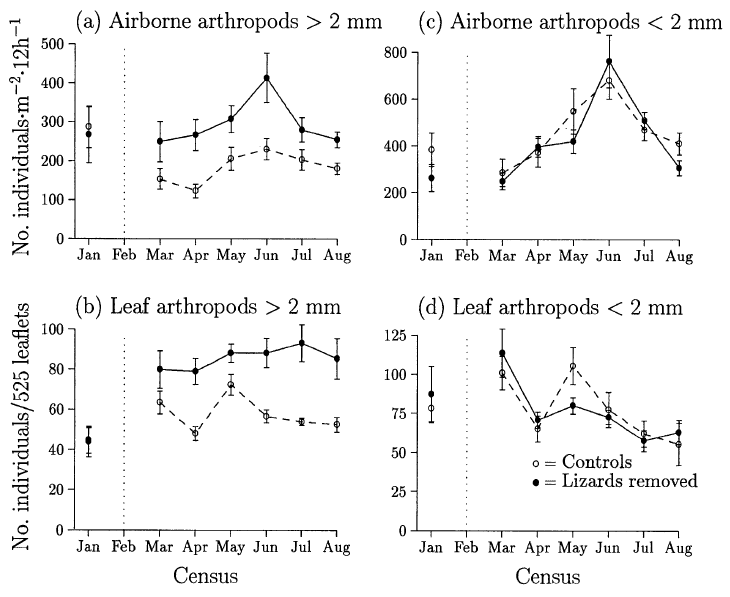 (a) Airborne arthropods > 2 mm
No. individuals·m⁻²·12h⁻¹
500
400
300
200
100
0
Jan Feb Mar Apr May Jun Jul Aug
(c) Airborne arthropods < 2 mm
800
600
400
200
0
Jan Feb Mar Apr May Jun Jul Aug
(b) Leaf arthropods > 2 mm
No. individuals/525 leaflets
100
80
60
40
20
0
Jan Feb Mar Apr May Jun Jul Aug
Census
(d) Leaf arthropods < 2 mm
125
100
75
50
25
0
○ = Controls
● = Lizards removed
Jan Feb Mar Apr May Jun Jul Aug
Census